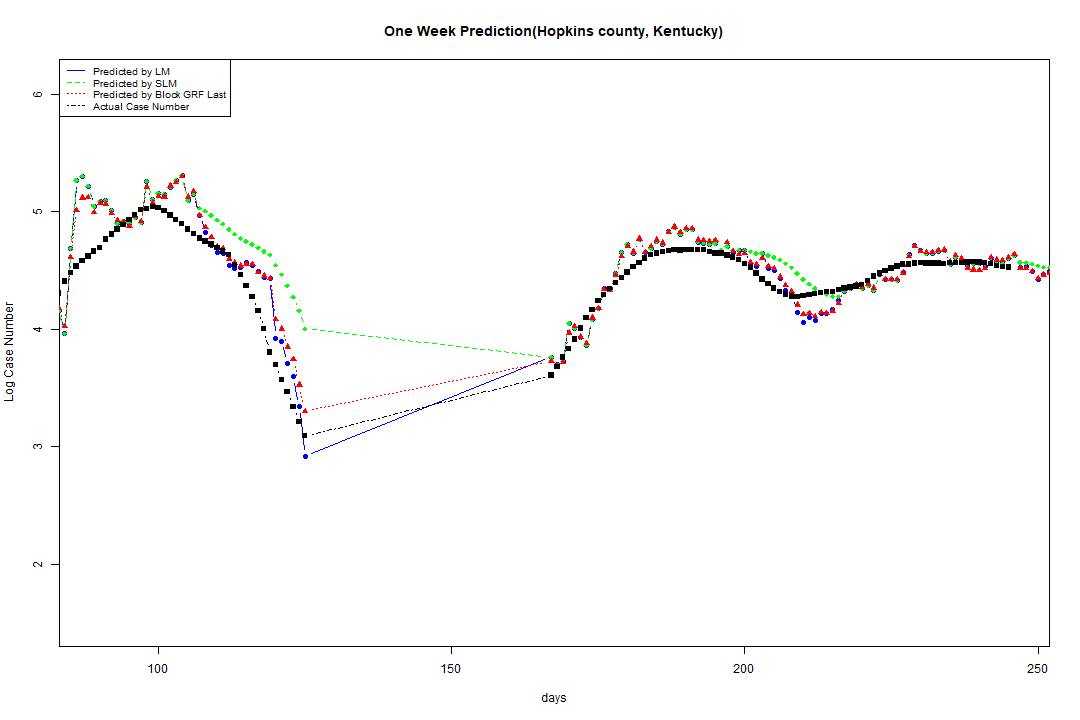 One Week Prediction(Hopkins county, Kentucky)
Predicted by LM
Predicted by SLM
Predicted by Block GRF Last
Actual Case Number
6
5
4
3
2
Log Case Number
100
150
200
250
days